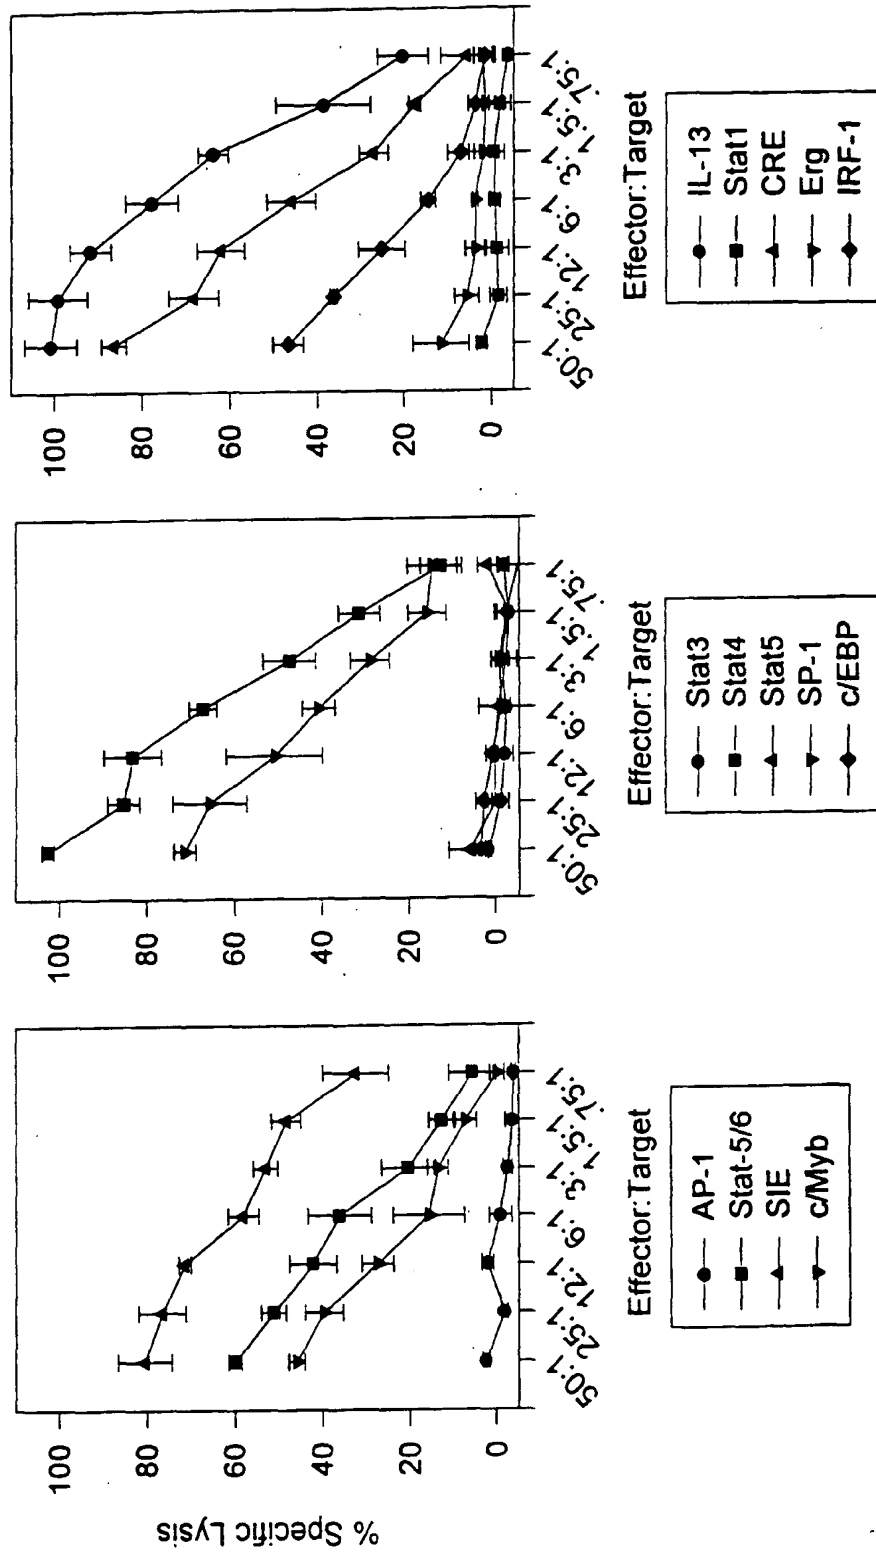 % Specific Lysis
100
80
60
40
20
0
50:1
25:1
12:1
6:1
3:1
1.5:1
.75:1
Effector:Target
AP-1
Stat-5/6
SIE
c/Myb
100
80
60
40
20
0
50:1
25:1
12:1
6:1
3:1
1.5:1
.75:1
Effector:Target
Stat3
Stat4
Stat5
SP-1
c/EBP
100
80
60
40
20
0
50:1
25:1
12:1
6:1
3:1
1.5:1
.75:1
Effector:Target
IL-13
Stat1
CRE
Erg
IRF-1